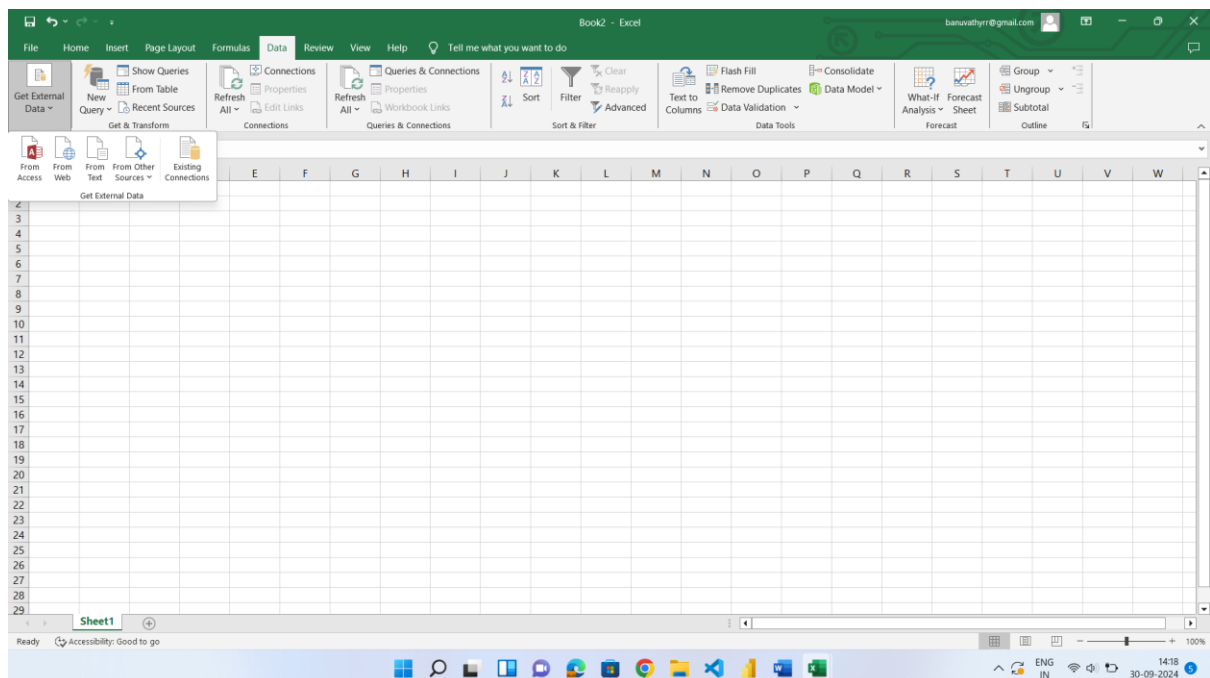 Book2 - Excel
banuvathyrr@gmail.com
File Home Insert Page Layout Formulas Data Review View Help Tell me what you want to do
Get External Data
New Query
Show Queries
From Table
Recent Sources
Get & Transform
Refresh All
Connections
Properties
Edit Links
Connections
Refresh All
Queries & Connections
Properties
Workbook Links
Queries & Connections
Sort
Filter
Clear
Reapply
Advanced
Sort & Filter
Text to Columns
Flash Fill
Remove Duplicates
Data Validation
Consolidate
Data Model
Data Tools
What-If Analysis
Forecast Sheet
Forecast
Group
Ungroup
Subtotal
Outline
From Access
From Web
From Text
From Other Sources
Existing Connections
Get External Data
E F G H I J K L M N O P Q R S T U V W
2
3
4
5
6
7
8
9
10
11
12
13
14
15
16
17
18
19
20
21
22
23
24
25
26
27
28
29
Sheet1
Ready Accessibility: Good to go
100%
ENG
IN
14:18
30-09-2024
5